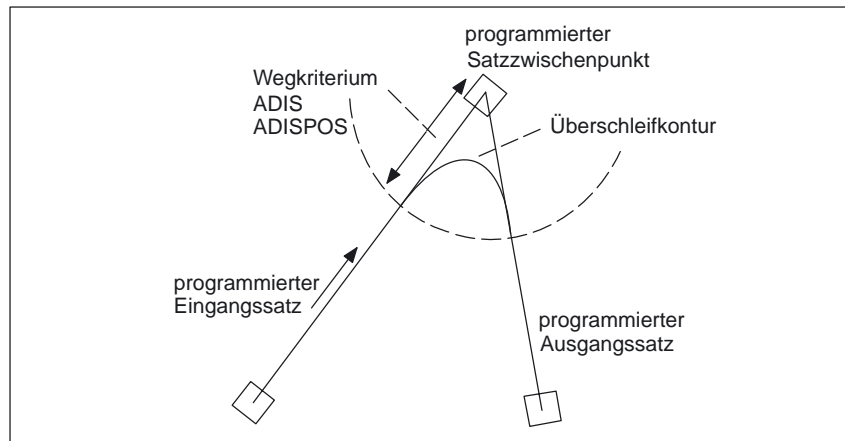 programmierter
Satzzwischenpunkt
Wegkriterium
ADIS
ADISPOS
Überschleifkontur
programmierter
Eingangssatz
programmierter
Ausgangssatz